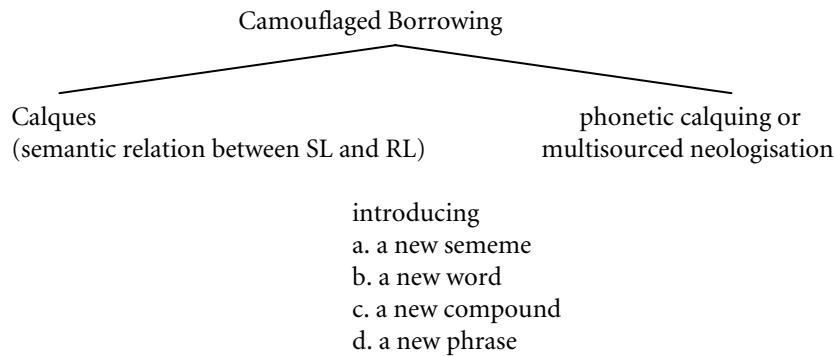 Camouflaged Borrowing
Calques
(semantic relation between SL and RL)
phonetic calquing or
multisourced neologisation
introducing
a. a new sememe
b. a new word
c. a new compound
d. a new phrase